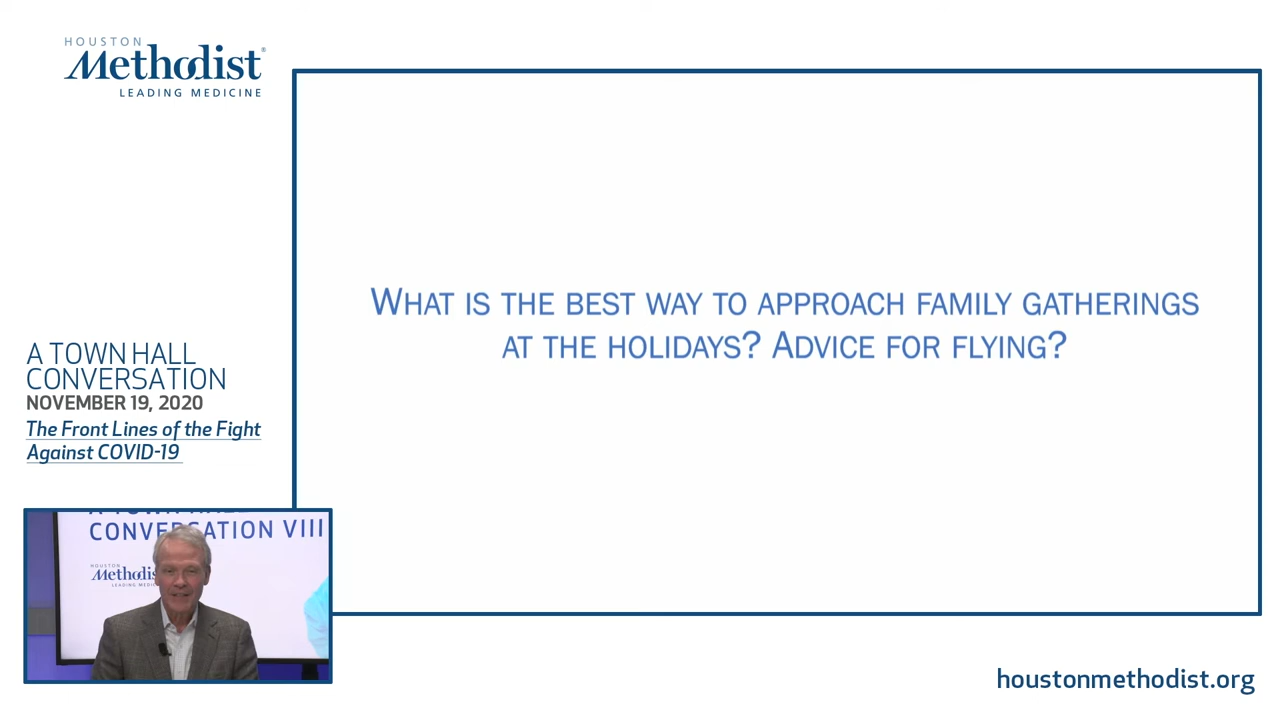 HOUSTON
Methodist®
LEADING MEDICINE
WHAT IS THE BEST WAY TO APPROACH FAMILY GATHERINGS
AT THE HOLIDAYS? ADVICE FOR FLYING?
A TOWN HALL
CONVERSATION
NOVEMBER 19, 2020
The Front Lines of the Fight
Against COVID-19
CONVERSATION VIII
HOUSTON
Methodist
houstonmethodist.org